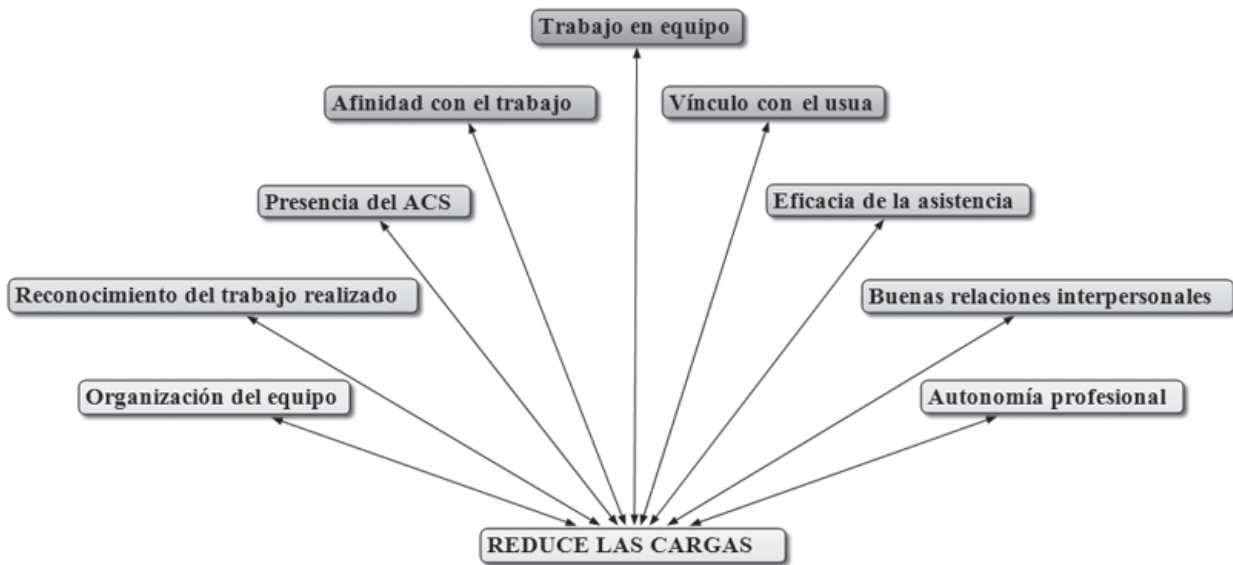 Trabajo en equipo
Afinidad con el trabajo
Vínculo con el usua
Presencia del ACS
Eficacia de la asistencia
Reconocimiento del trabajo realizado
Buenas relaciones interpersonales
Organización del equipo
Autonomía profesional
REDUCE LAS CARGAS